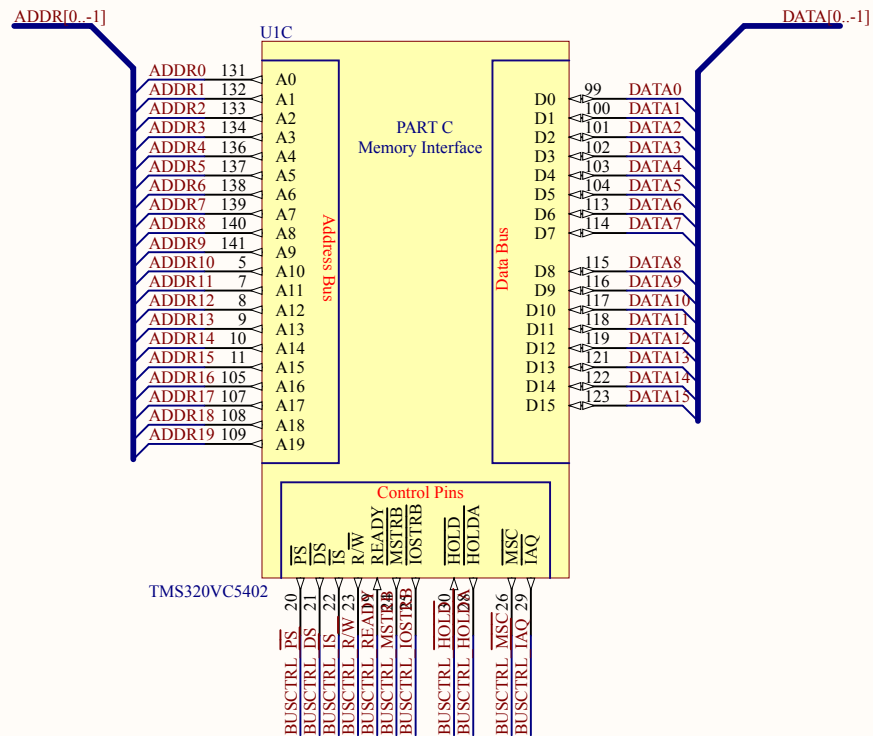 ADDR[0..-1]
DATA[0..-1]
U1C
ADDR0 131 A0
ADDR1 132 A1
ADDR2 133 A2
ADDR3 134 A3
ADDR4 136 A4
ADDR5 137 A5
ADDR6 138 A6
ADDR7 139 A7
ADDR8 140 A8
ADDR9 141 A9
ADDR10 5 A10
ADDR11 7 A11
ADDR12 8 A12
ADDR13 9 A13
ADDR14 10 A14
ADDR15 11 A15
ADDR16 105 A16
ADDR17 107 A17
ADDR18 108 A18
ADDR19 109 A19
Address Bus
PART C
Memory Interface
Data Bus
D0 99 DATA0
D1 100 DATA1
D2 101 DATA2
D3 102 DATA3
D4 103 DATA4
D5 104 DATA5
D6 113 DATA6
D7 114 DATA7
D8 115 DATA8
D9 116 DATA9
D10 117 DATA10
D11 118 DATA11
D12 119 DATA12
D13 121 DATA13
D14 122 DATA14
D15 123 DATA15
Control Pins
PS
DS
IS
R/W
READY
MSTRB
IOSTRB
HOLD
HOLDA
MSC
IAQ
TMS320VC5402
20 BUSCTRL PS
21 BUSCTRL DS
22 BUSCTRL IS
23 BUSCTRL R/W
19 BUSCTRL READY
24 BUSCTRL MSTRB
25 BUSCTRL IOSTRB
30 BUSCTRL HOLD
28 BUSCTRL HOLDA
26 BUSCTRL MSC
29 BUSCTRL IAQ